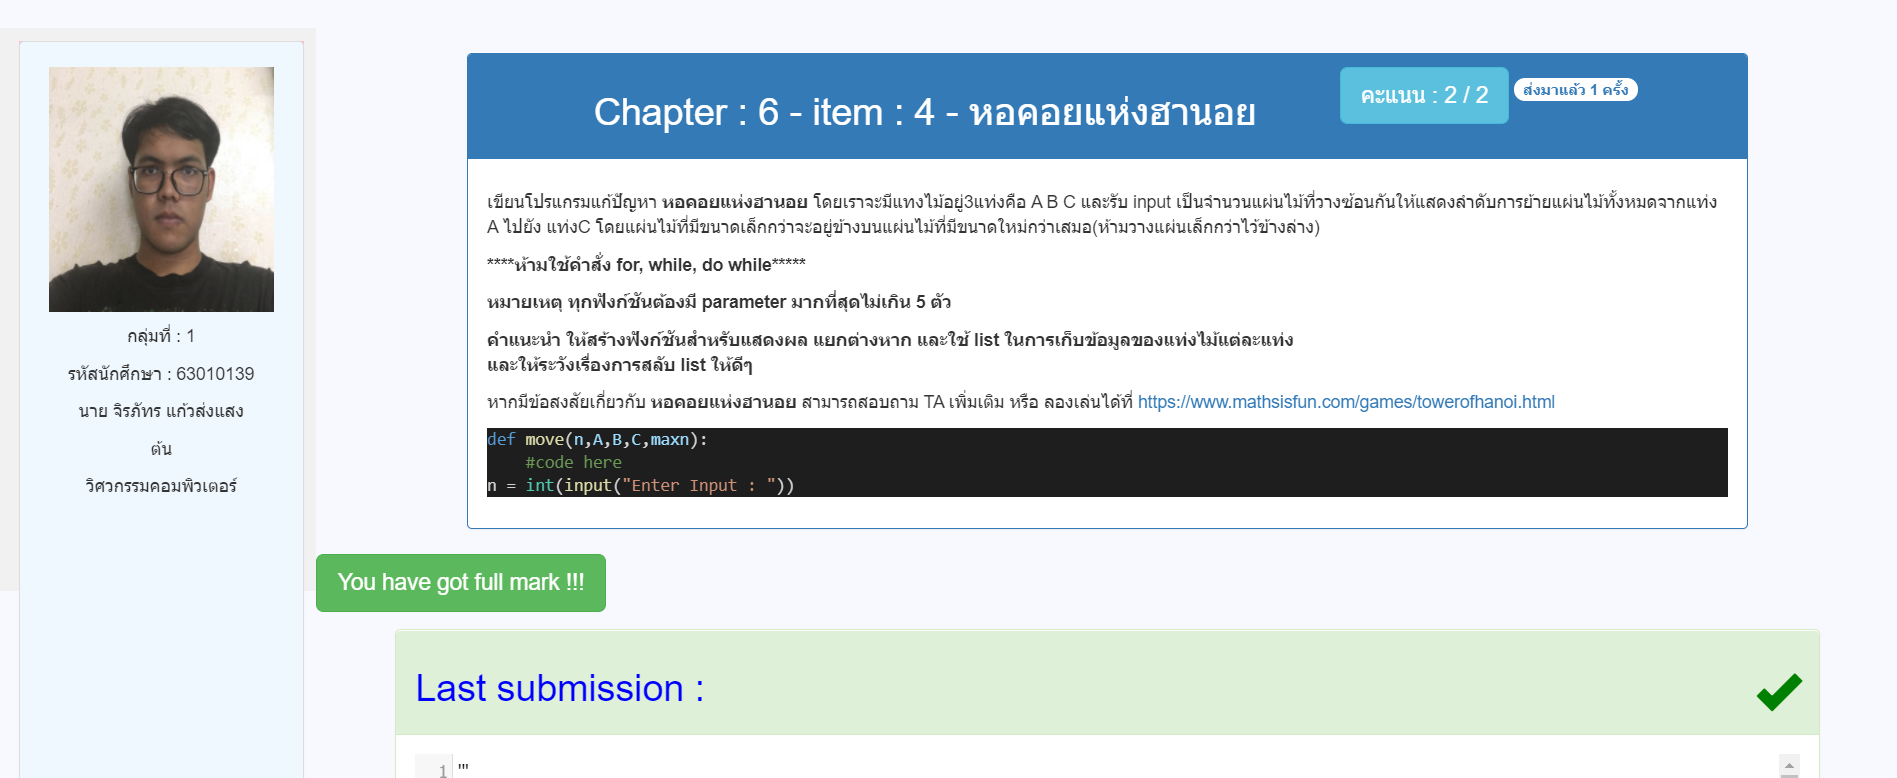 กลุ่มที่ : 1
รหัสนักศึกษา : 63010139
นาย จิรภัทร แก้วส่งแสง
ต้น
วิศวกรรมคอมพิวเตอร์
Chapter : 6 - item : 4 - หอคอยแห่งฮานอย
คะแนน : 2 / 2
ส่งมาแล้ว 1 ครั้ง
เขียนโปรแกรมแก้ปัญหา หอคอยแห่งฮานอย โดยเราจะมีแทงไม้อยู่3แท่งคือ A B C และรับ input เป็นจำนวนแผ่นไม้ที่วางซ้อนกันให้แสดงลำดับการย้ายแผ่นไม้ทั้งหมดจากแท่ง
A ไปยัง แท่งC โดยแผ่นไม้ที่มีขนาดเล็กกว่าจะอยู่ข้างบนแผ่นไม้ที่มีขนาดใหม่กว่าเสมอ(ห้ามวางแผ่นเล็กกว่าไว้ข้างล่าง)
****ห้ามใช้คำสั่ง for, while, do while*****
หมายเหตุ ทุกฟังก์ชันต้องมี parameter มากที่สุดไม่เกิน 5 ตัว
คำแนะนำ ให้สร้างฟังก์ชันสำหรับแสดงผล แยกต่างหาก และใช้ list ในการเก็บข้อมูลของแท่งไม้แต่ละแท่ง
และให้ระวังเรื่องการสลับ list ให้ดีๆ
หากมีข้อสงสัยเกี่ยวกับ หอคอยแห่งฮานอย สามารถสอบถาม TA เพิ่มเติม หรือ ลองเล่นได้ที่ https://www.mathsisfun.com/games/towerofhanoi.html
def move(n,A,B,C,maxn):
    #code here
n = int(input("Enter Input : "))
You have got full mark !!!
Last submission :
1 '''